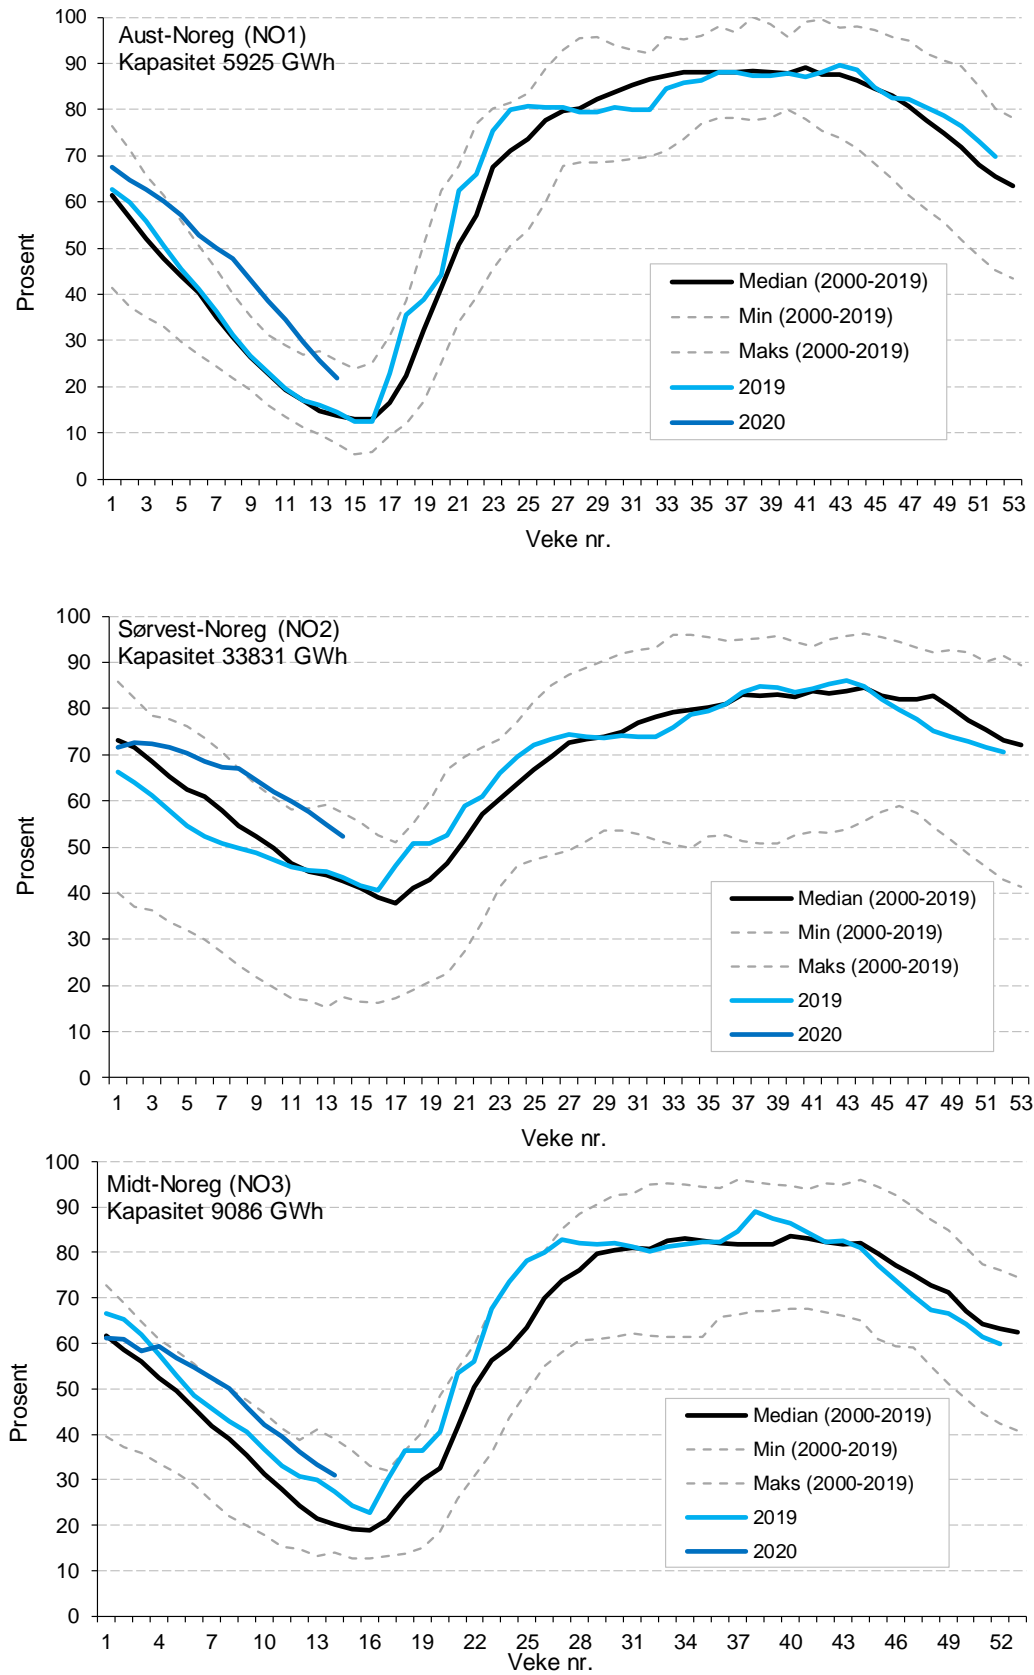 Aust-Noreg (NO1)
Kapasitet 5925 GWh
100
90
80
70
60
50
40
30
20
10
0
Prosent
Median (2000-2019)
Min (2000-2019)
Maks (2000-2019)
2019
2020
1 3 5 7 9 11 13 15 17 19 21 23 25 27 29 31 33 35 37 39 41 43 45 47 49 51 53
Veke nr.
Sørvest-Noreg (NO2)
Kapasitet 33831 GWh
100
90
80
70
60
50
40
30
20
10
0
Prosent
Median (2000-2019)
Min (2000-2019)
Maks (2000-2019)
2019
2020
1 3 5 7 9 11 13 15 17 19 21 23 25 27 29 31 33 35 37 39 41 43 45 47 49 51 53
Veke nr.
Midt-Noreg (NO3)
Kapasitet 9086 GWh
100
90
80
70
60
50
40
30
20
10
0
Prosent
Median (2000-2019)
Min (2000-2019)
Maks (2000-2019)
2019
2020
1 4 7 10 13 16 19 22 25 28 31 34 37 40 43 46 49 52
Veke nr.